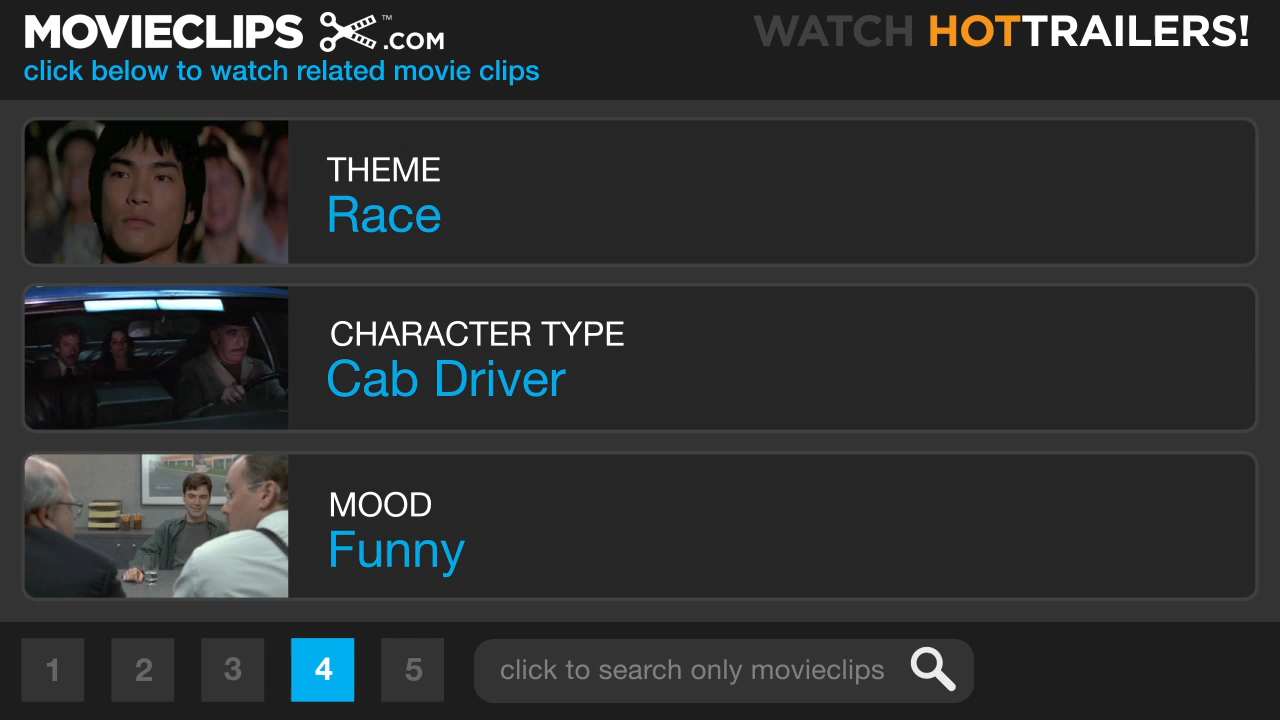 MOVIECLIPS ™ .COM
WATCH HOTTRAILERS!
click below to watch related movie clips
THEME
Race
CHARACTER TYPE
Cab Driver
MOOD
Funny
1 2 3 4 5 click to search only movieclips